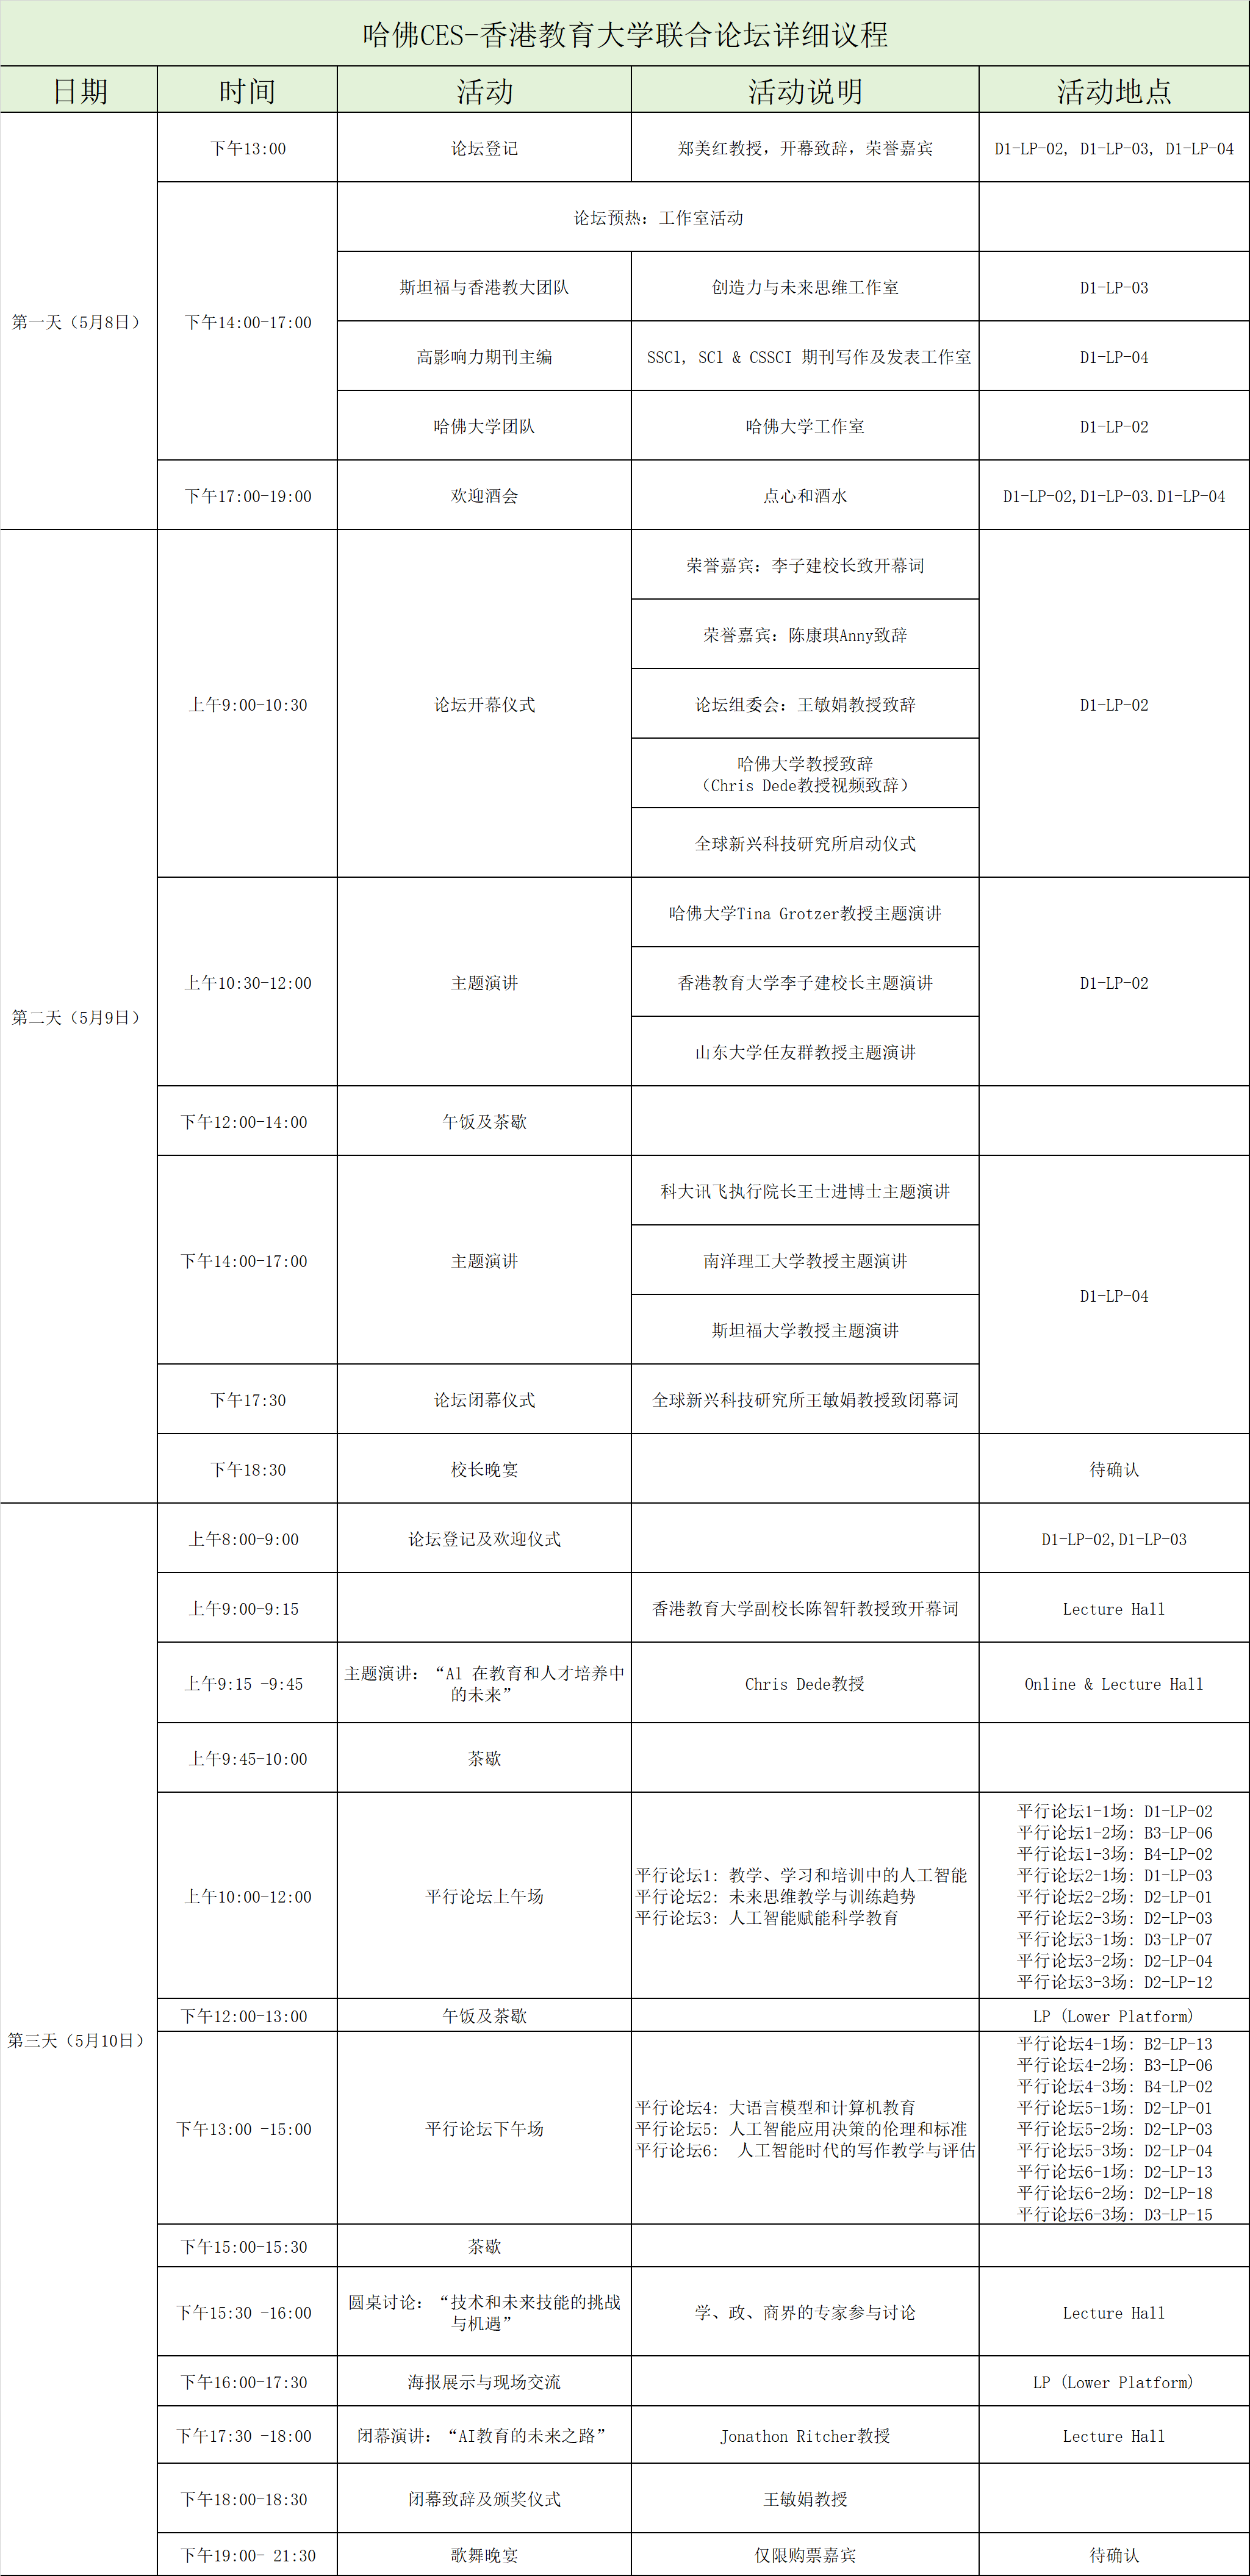 哈佛CES-香港教育大学联合论坛详细议程
日期 时间 活动 活动说明 活动地点
第一天（5月8日）
下午13:00 论坛登记 郑美红教授，开幕致辞，荣誉嘉宾 D1-LP-02, D1-LP-03, D1-LP-04
下午14:00-17:00
论坛预热：工作室活动
斯坦福与香港教大团队 创造力与未来思维工作室 D1-LP-03
高影响力期刊主编 SSCl, SCl & CSSCI 期刊写作及发表工作室 D1-LP-04
哈佛大学团队 哈佛大学工作室 D1-LP-02
下午17:00-19:00 欢迎酒会 点心和酒水 D1-LP-02,D1-LP-03.D1-LP-04
第二天（5月9日）
上午9:00-10:30 论坛开幕仪式
荣誉嘉宾：李子建校长致开幕词
荣誉嘉宾：陈康琪Anny致辞
论坛组委会：王敏娟教授致辞
哈佛大学教授致辞
（Chris Dede教授视频致辞）
全球新兴科技研究所启动仪式
D1-LP-02
上午10:30-12:00 主题演讲
哈佛大学Tina Grotzer教授主题演讲
香港教育大学李子建校长主题演讲
山东大学任友群教授主题演讲
D1-LP-02
下午12:00-14:00 午饭及茶歇
下午14:00-17:00 主题演讲
科大讯飞执行院长王士进博士主题演讲
南洋理工大学教授主题演讲
斯坦福大学教授主题演讲
D1-LP-04
下午17:30 论坛闭幕仪式 全球新兴科技研究所王敏娟教授致闭幕词
下午18:30 校长晚宴 待确认
第三天（5月10日）
上午8:00-9:00 论坛登记及欢迎仪式 D1-LP-02,D1-LP-03
上午9:00-9:15 香港教育大学副校长陈智轩教授致开幕词 Lecture Hall
上午9:15 -9:45
主题演讲：“Al 在教育和人才培养中
的未来”
Chris Dede教授 Online & Lecture Hall
上午9:45-10:00 茶歇
上午10:00-12:00 平行论坛上午场
平行论坛1: 教学、学习和培训中的人工智能
平行论坛2: 未来思维教学与训练趋势
平行论坛3: 人工智能赋能科学教育
平行论坛1-1场: D1-LP-02
平行论坛1-2场: B3-LP-06
平行论坛1-3场: B4-LP-02
平行论坛2-1场: D1-LP-03
平行论坛2-2场: D2-LP-01
平行论坛2-3场: D2-LP-03
平行论坛3-1场: D3-LP-07
平行论坛3-2场: D2-LP-04
平行论坛3-3场: D2-LP-12
下午12:00-13:00 午饭及茶歇 LP (Lower Platform)
下午13:00 -15:00 平行论坛下午场
平行论坛4: 大语言模型和计算机教育
平行论坛5: 人工智能应用决策的伦理和标准
平行论坛6: 人工智能时代的写作教学与评估
平行论坛4-1场: B2-LP-13
平行论坛4-2场: B3-LP-06
平行论坛4-3场: B4-LP-02
平行论坛5-1场: D2-LP-01
平行论坛5-2场: D2-LP-03
平行论坛5-3场: D2-LP-04
平行论坛6-1场: D2-LP-13
平行论坛6-2场: D2-LP-18
平行论坛6-3场: D3-LP-15
下午15:00-15:30 茶歇
下午15:30 -16:00
圆桌讨论：“技术和未来技能的挑战
与机遇”
学、政、商界的专家参与讨论 Lecture Hall
下午16:00-17:30 海报展示与现场交流 LP (Lower Platform)
下午17:30 -18:00 闭幕演讲：“AI教育的未来之路” Jonathon Ritcher教授 Lecture Hall
下午18:00-18:30 闭幕致辞及颁奖仪式 王敏娟教授
下午19:00- 21:30 歌舞晚宴 仅限购票嘉宾 待确认